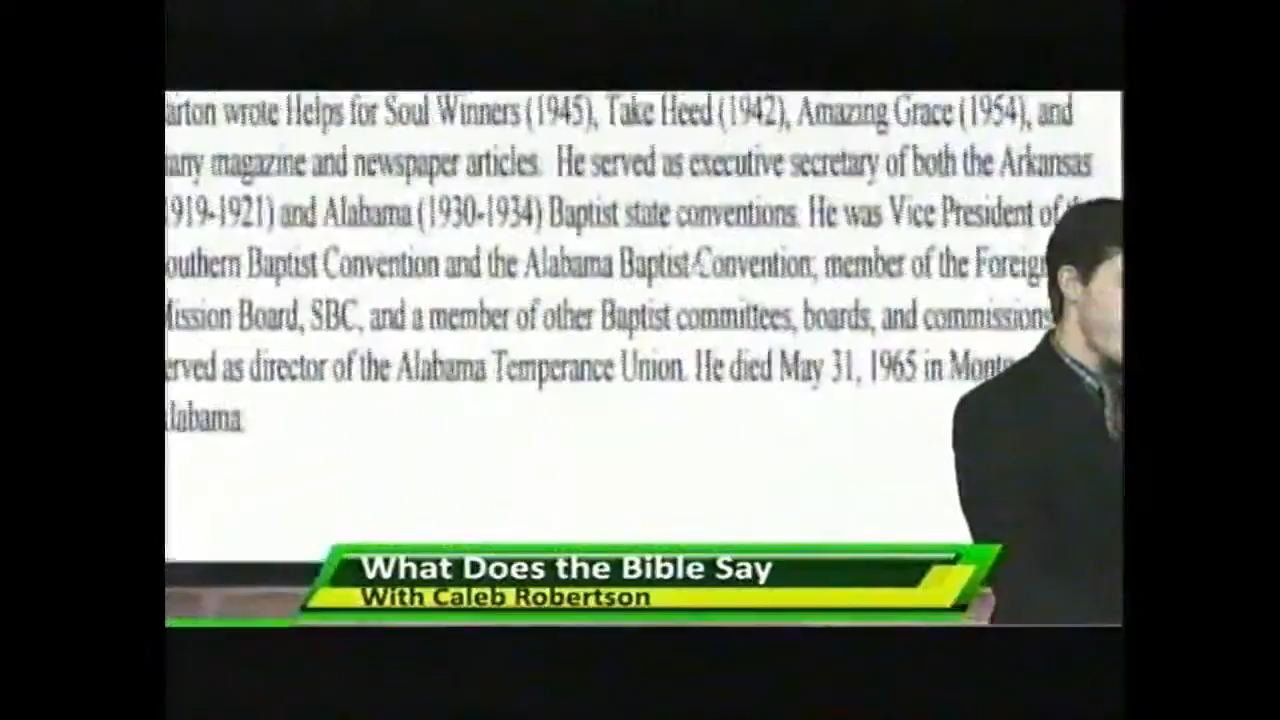 arton wrote Helps for Soul Winners (1945), Take Heed (1942), Amazing Grace (1954), and
any magazine and newspaper articles. He served as executive secretary of both the Arkansas
919-1921) and Alabama (1930-1934) Baptist state conventions. He was Vice President of
outhern Baptist Convention and the Alabama Baptist Convention; member of the Foreign
ission Board, SBC, and a member of other Baptist committees, boards, and commissions
erved as director of the Alabama Temperance Union. He died May 31, 1965 in Montg
labama
What Does the Bible Say
With Caleb Robertson